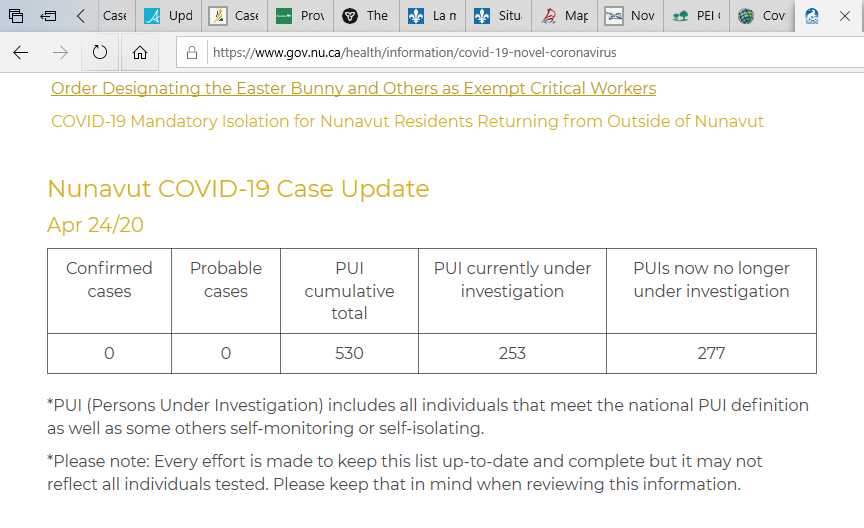 Case
Upd
Case
Prov
The
La n
Situ
Map
Nov
PEI
Cov
https://www.gov.nu.ca/health/information/covid-19-novel-coronavirus
Order Designating the Easter Bunny and Others as Exempt Critical Workers
COVID-19 Mandatory Isolation for Nunavut Residents Returning from Outside of Nunavut
Nunavut COVID-19 Case Update
Apr 24/20
Confirmed
cases
Probable
cases
PUI
cumulative
total
PUI currently under
investigation
PUIs now no longer
under investigation
0
0
530
253
277
*PUI (Persons Under Investigation) includes all individuals that meet the national PUI definition
as well as some others self-monitoring or self-isolating.
*Please note: Every effort is made to keep this list up-to-date and complete but it may not
reflect all individuals tested. Please keep that in mind when reviewing this information.